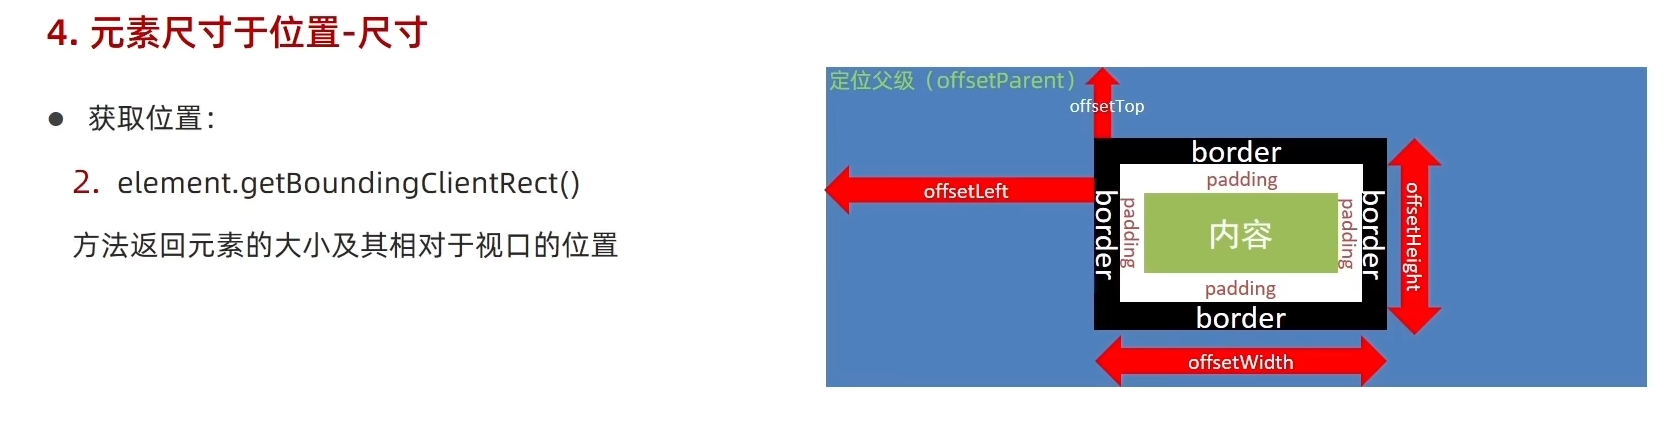 4. 元素尺寸于位置-尺寸
● 获取位置：
2. element.getBoundingClientRect()
方法返回元素的大小及其相对于视口的位置
定位父级（offsetParent）
offsetTop
border
padding
offsetLeft
border
padding
内容
padding
border
offsetHeight
padding
border
offsetWidth